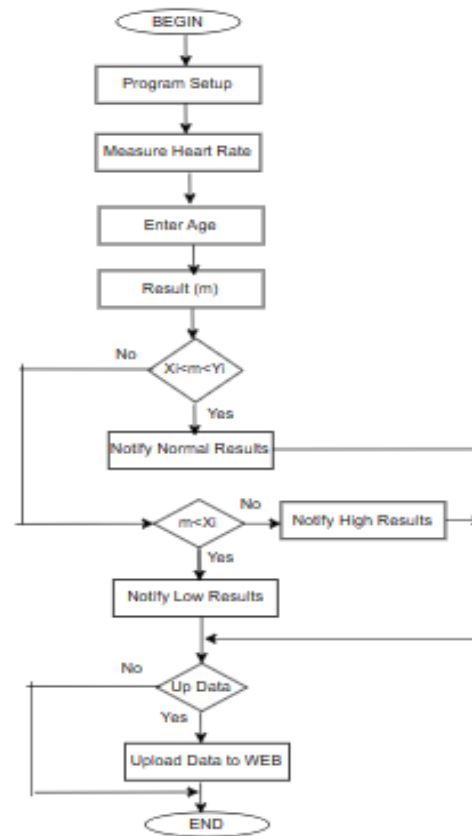 BEGIN
Program Setup
Measure Heart Rate
Enter Age
Result (m)
No
Xi<m<Yi
Yes
Notify Normal Results
m<Xi
No
Notify High Results
Yes
Notify Low Results
No
Up Data
Yes
Upload Data to WEB
END